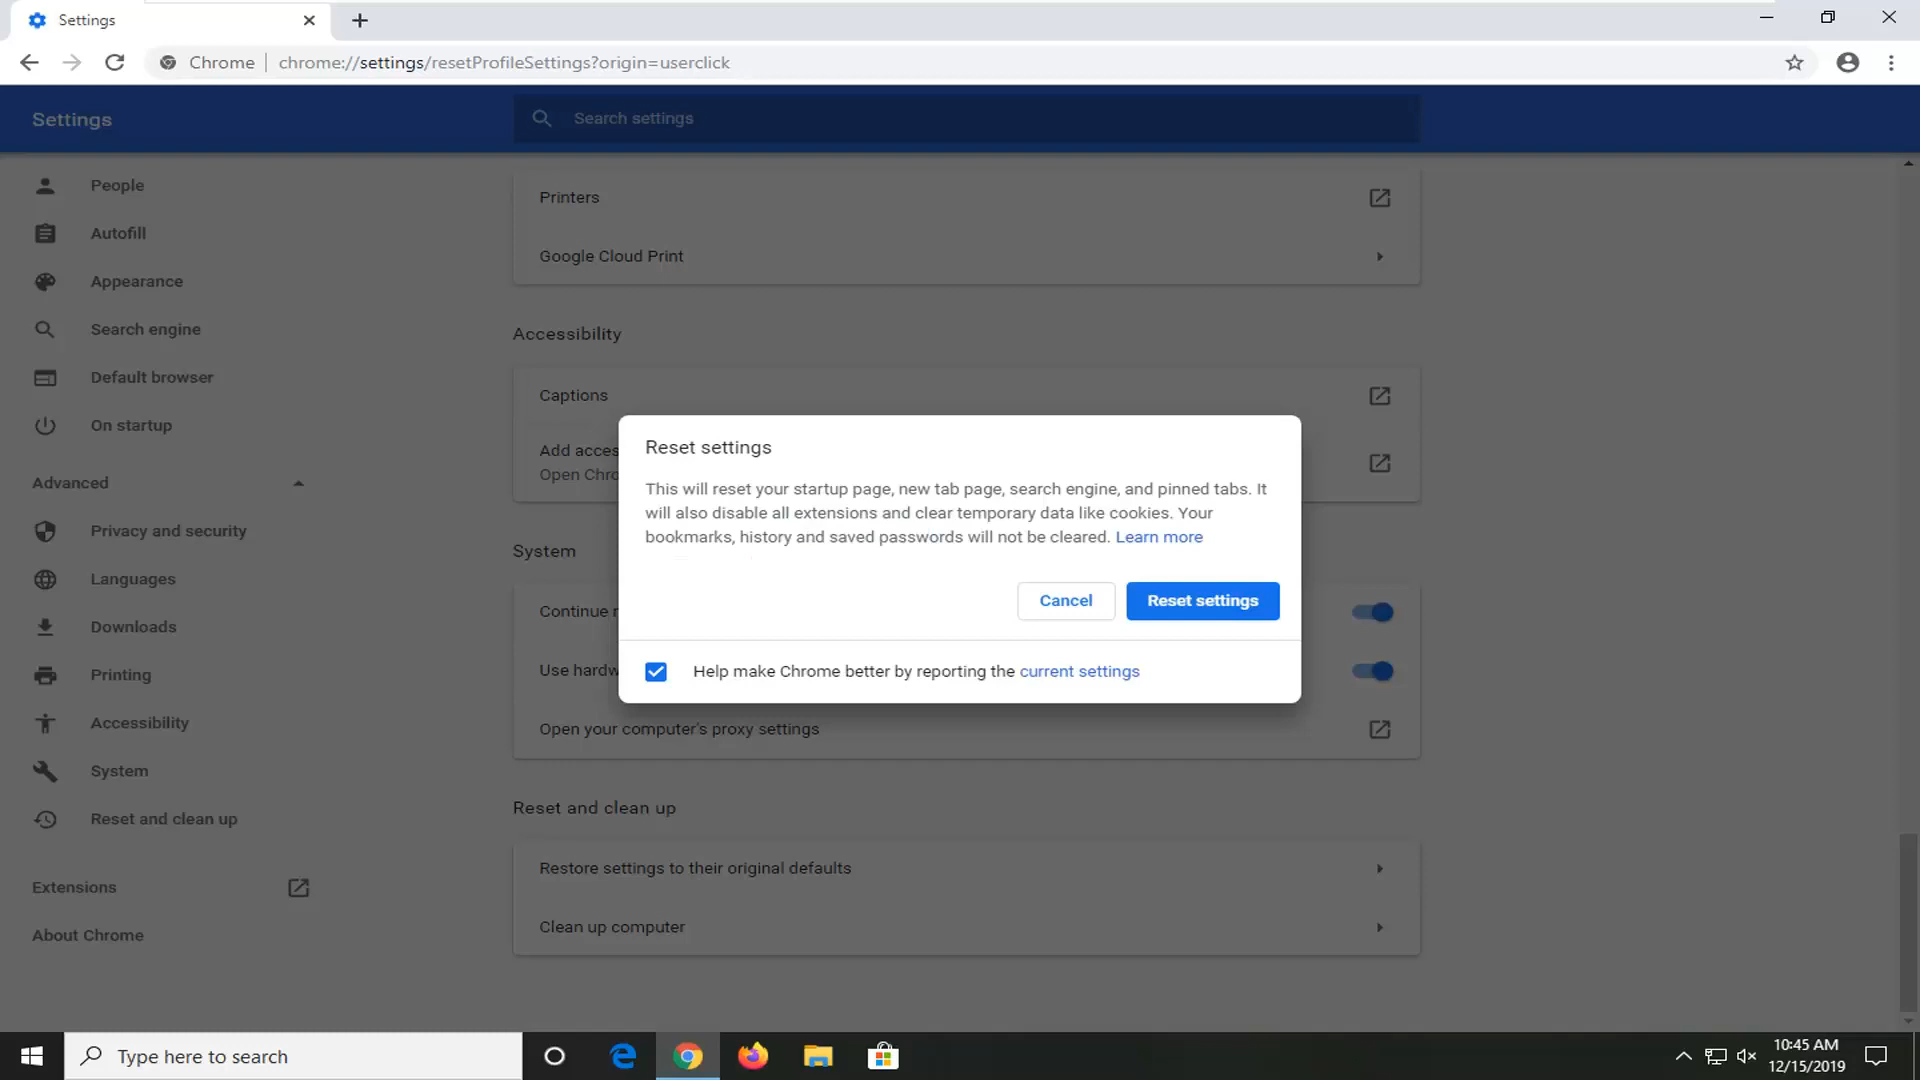 Settings
Chrome
chrome://settings/resetProfileSettings?origin=userclick
Settings
Search settings
People
Autofill
Appearance
Search engine
Default browser
On startup
Advanced
Privacy and security
Languages
Downloads
Printing
Accessibility
System
Reset and clean up
Extensions
About Chrome
Printers
Google Cloud Print
Accessibility
Captions
Add acces
Open Chro
System
Continue r
Use hardw
Open your computer's proxy settings
Reset and clean up
Restore settings to their original defaults
Clean up computer
Reset settings
This will reset your startup page, new tab page, search engine, and pinned tabs. It
will also disable all extensions and clear temporary data like cookies. Your
bookmarks, history and saved passwords will not be cleared. Learn more
Cancel
Reset settings
Help make Chrome better by reporting the current settings
Type here to search
10:45 AM
12/15/2019